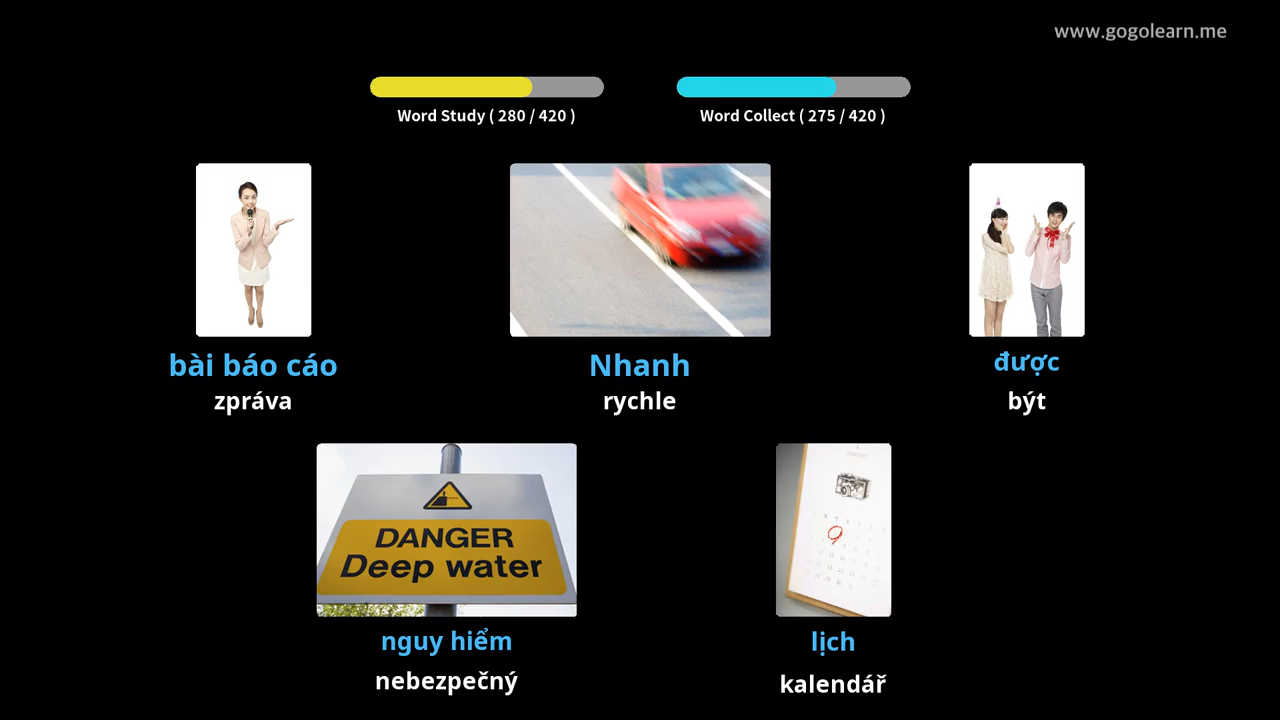 www.gogolearn.me
Word Study ( 280 / 420 )
Word Collect ( 275 / 420 )
bài báo cáo
zpráva
Nhanh
rychle
được
být
DANGER
Deep water
nguy hiểm
nebezpečný
9
lịch
kalendář